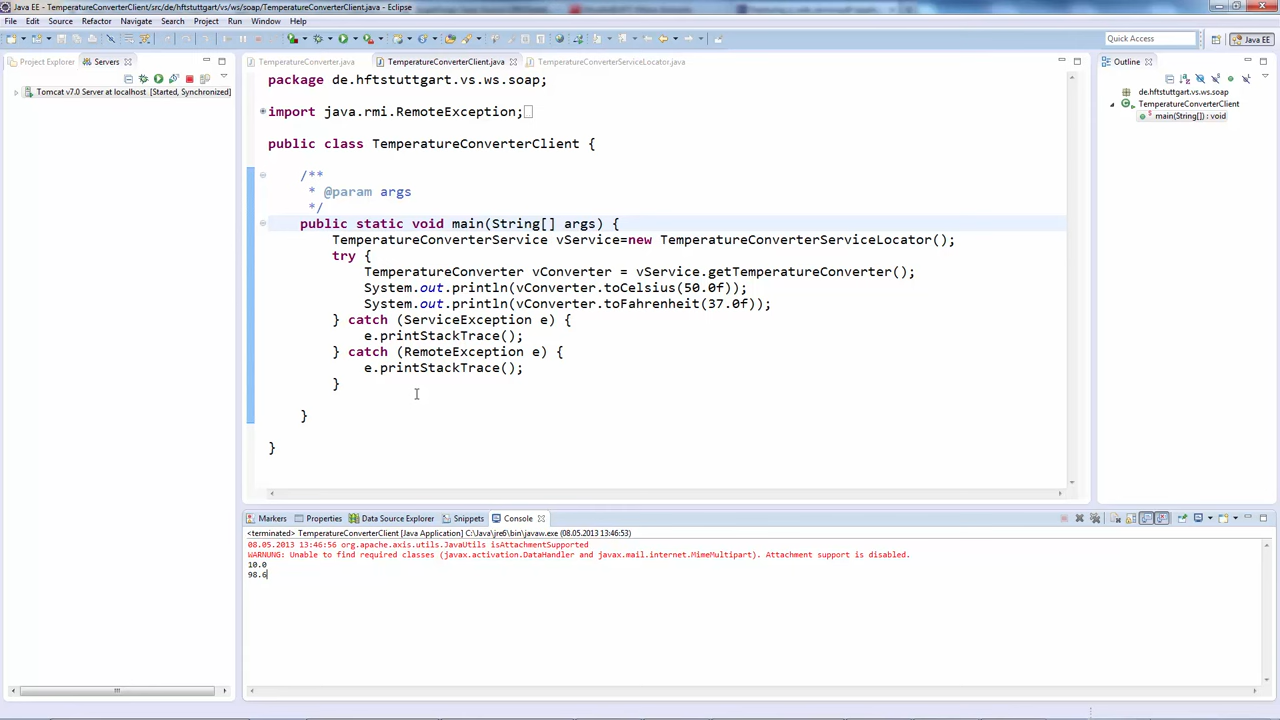 Java EE - TemperatureConverterClient/src/de/hftstuttgart/vs/ws/soap/TemperatureConverterClient.java - Eclipse
File Edit Source Refactor Navigate Search Project Run Window Help
Quick Access
Java EE
Project Explorer
Servers
TemperatureConverter.java
TemperatureConverterClient.java
TemperatureConverterServiceLocator.java
Outline
Tomcat v7.0 Server at localhost [Started, Synchronized]
de.hftstuttgart.vs.ws.soap
TemperatureConverterClient
main(String[]) : void
package de.hftstuttgart.vs.ws.soap;
import java.rmi.RemoteException;
public class TemperatureConverterClient {
/**
* @param args
*/
public static void main(String[] args) {
TemperatureConverterService vService=new TemperatureConverterServiceLocator();
try {
TemperatureConverter vConverter = vService.getTemperatureConverter();
System.out.println(vConverter.toCelsius(50.0f));
System.out.println(vConverter.toFahrenheit(37.0f));
} catch (ServiceException e) {
e.printStackTrace();
} catch (RemoteException e) {
e.printStackTrace();
}
}
}
Markers
Properties
Data Source Explorer
Snippets
Console
<terminated> TemperatureConverterClient [Java Application] C:\Java\jre6\bin\javaw.exe (08.05.2013 13:46:53)
08.05.2013 13:46:56 org.apache.axis.utils.JavaUtils isAttachmentSupported
WARNUNG: Unable to find required classes (javax.activation.DataHandler and javax.mail.internet.MimeMultipart). Attachment support is disabled.
10.0
98.6